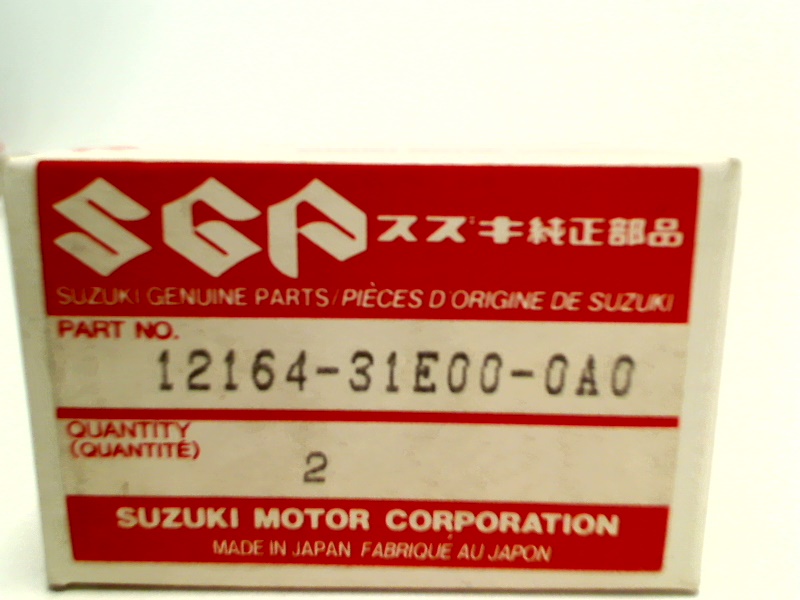 SGP スズキ純正部品
SUZUKI GENUINE PARTS/PIÈCES D'ORIGINE DE SUZUKI
PART NO.
12164-31E00-0A0
QUANTITY
(QUANTITÉ)
2
SUZUKI MOTOR CORPORATION
MADE IN JAPAN FABRIQUÉ AU JAPON